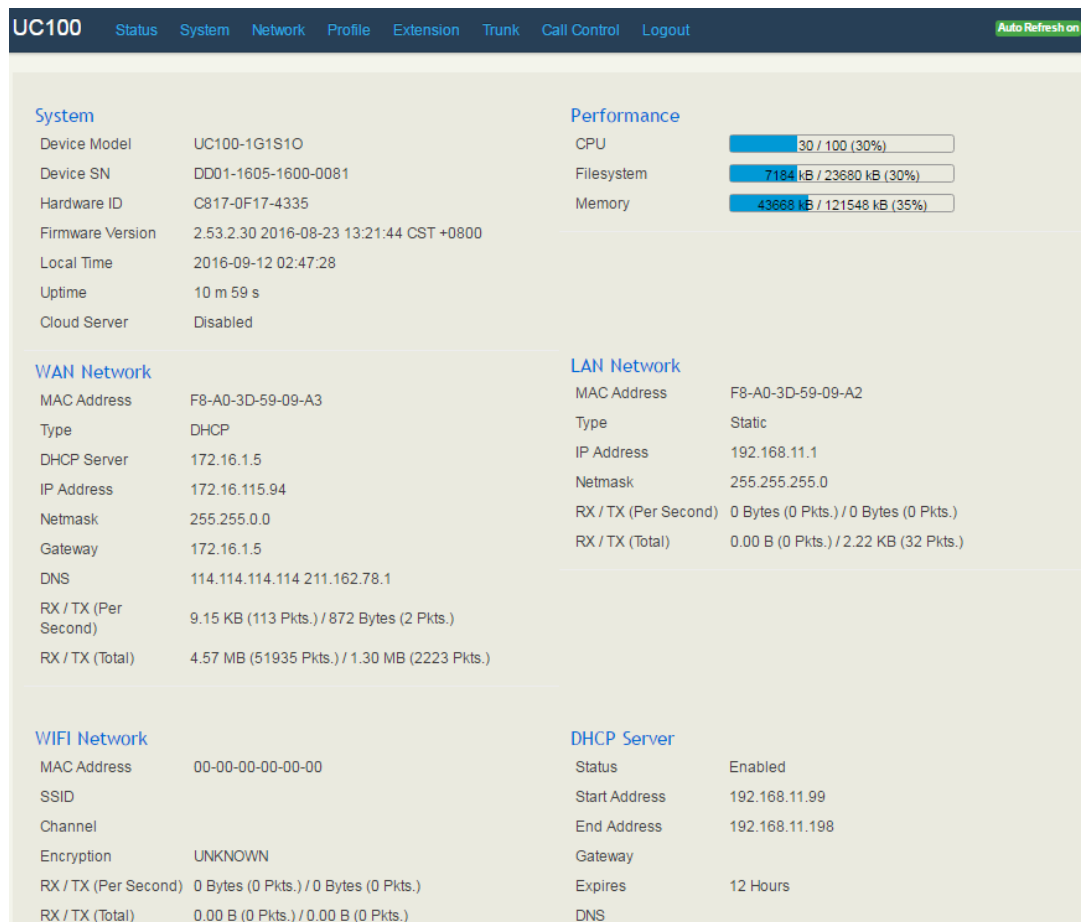 UC100 Status System Network Profile Extension Trunk Call Control Logout Auto Refresh on
System
Device Model UC100-1G1S1O
Device SN DD01-1605-1600-0081
Hardware ID C817-0F17-4335
Firmware Version 2.53.2.30 2016-08-23 13:21:44 CST +0800
Local Time 2016-09-12 02:47:28
Uptime 10 m 59 s
Cloud Server Disabled
Performance
CPU 30 / 100 (30%)
Filesystem 7184 kB / 23680 kB (30%)
Memory 43668 kB / 121548 kB (35%)
WAN Network
MAC Address F8-A0-3D-59-09-A3
Type DHCP
DHCP Server 172.16.1.5
IP Address 172.16.115.94
Netmask 255.255.0.0
Gateway 172.16.1.5
DNS 114.114.114.114 211.162.78.1
RX / TX (Per
Second) 9.15 KB (113 Pkts.) / 872 Bytes (2 Pkts.)
RX / TX (Total) 4.57 MB (51935 Pkts.) / 1.30 MB (2223 Pkts.)
LAN Network
MAC Address F8-A0-3D-59-09-A2
Type Static
IP Address 192.168.11.1
Netmask 255.255.255.0
RX / TX (Per Second) 0 Bytes (0 Pkts.) / 0 Bytes (0 Pkts.)
RX / TX (Total) 0.00 B (0 Pkts.) / 2.22 KB (32 Pkts.)
WIFI Network
MAC Address 00-00-00-00-00-00
SSID
Channel
Encryption UNKNOWN
RX / TX (Per Second) 0 Bytes (0 Pkts.) / 0 Bytes (0 Pkts.)
RX / TX (Total) 0.00 B (0 Pkts.) / 0.00 B (0 Pkts.)
DHCP Server
Status Enabled
Start Address 192.168.11.99
End Address 192.168.11.198
Gateway
Expires 12 Hours
DNS